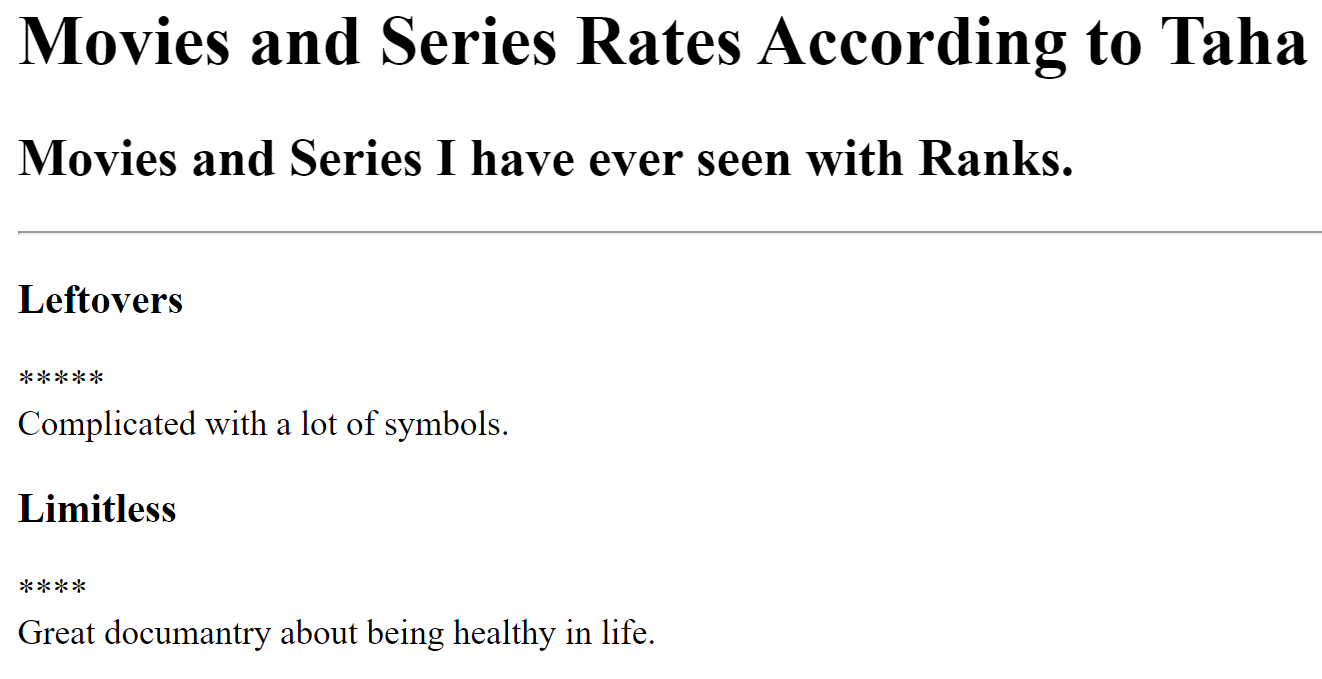 Movies and Series Rates According to Taha
Movies and Series I have ever seen with Ranks.
Leftovers
*****
Complicated with a lot of symbols.
Limitless
****
Great documantry about being healthy in life.